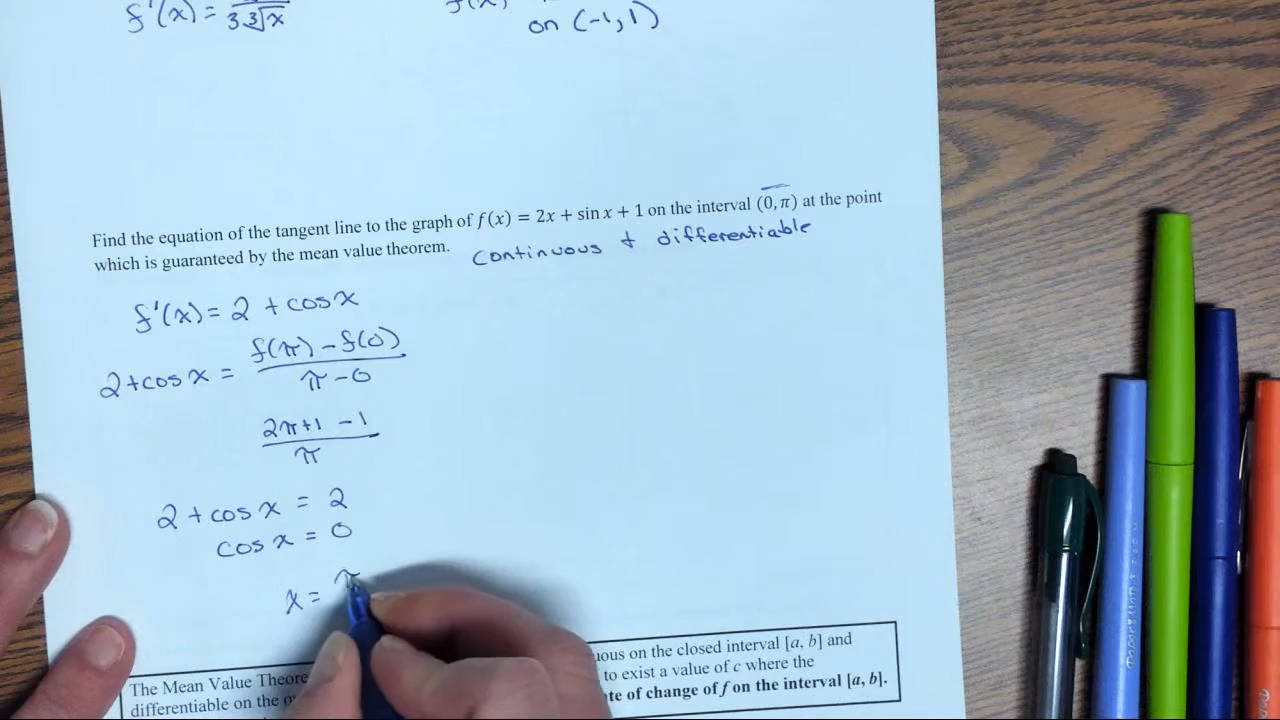 f'(x) = 3∛x
f(x)
on (-1, 1)
Find the equation of the tangent line to the graph of f(x) = 2x + sin x + 1 on the interval (0, π) at the point
which is guaranteed by the mean value theorem. continuous + differentiable
f'(x) = 2 + cos x
2+cos x = f(π) - f(0) / π - 0
2π+1 - 1 / π
2 + cos x = 2
cos x = 0
x = π
The Mean Value Theore uous on the closed interval [a, b] and
differentiable on the o to exist a value of c where the
te of change of f on the interval [a, b].